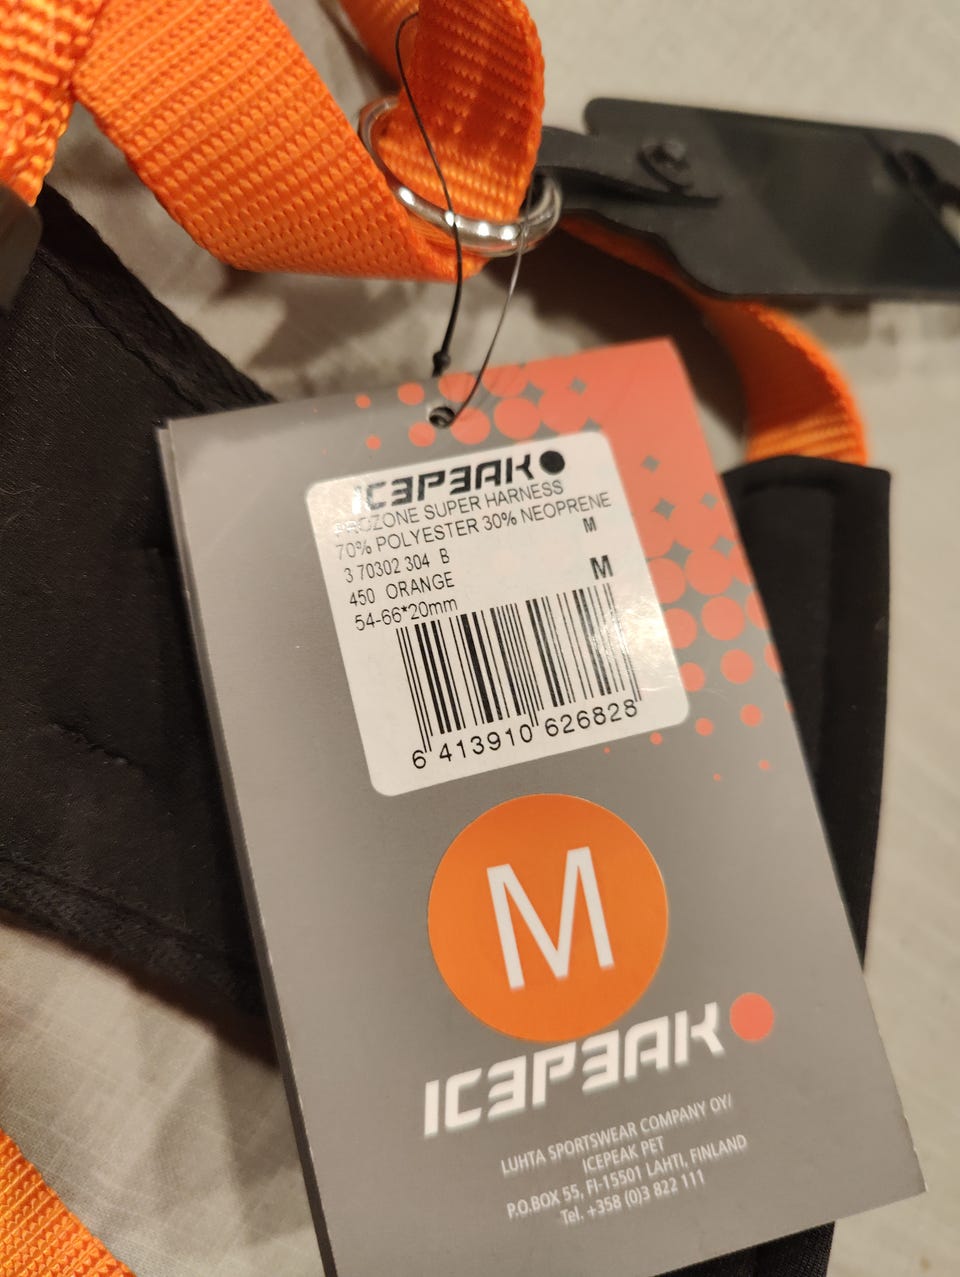 ICEPEAK
PROZONE SUPER HARNESS
70% POLYESTER 30% NEOPRENE
3 70302 304 B M
450 ORANGE M
54-66*20mm
6 413910 626828
M
ICEPEAK
LUHTA SPORTSWEAR COMPANY OY/
ICEPEAK PET
P.O.BOX 55, FI-15501 LAHTI, FINLAND
Tel. +358 (0)3 822 111